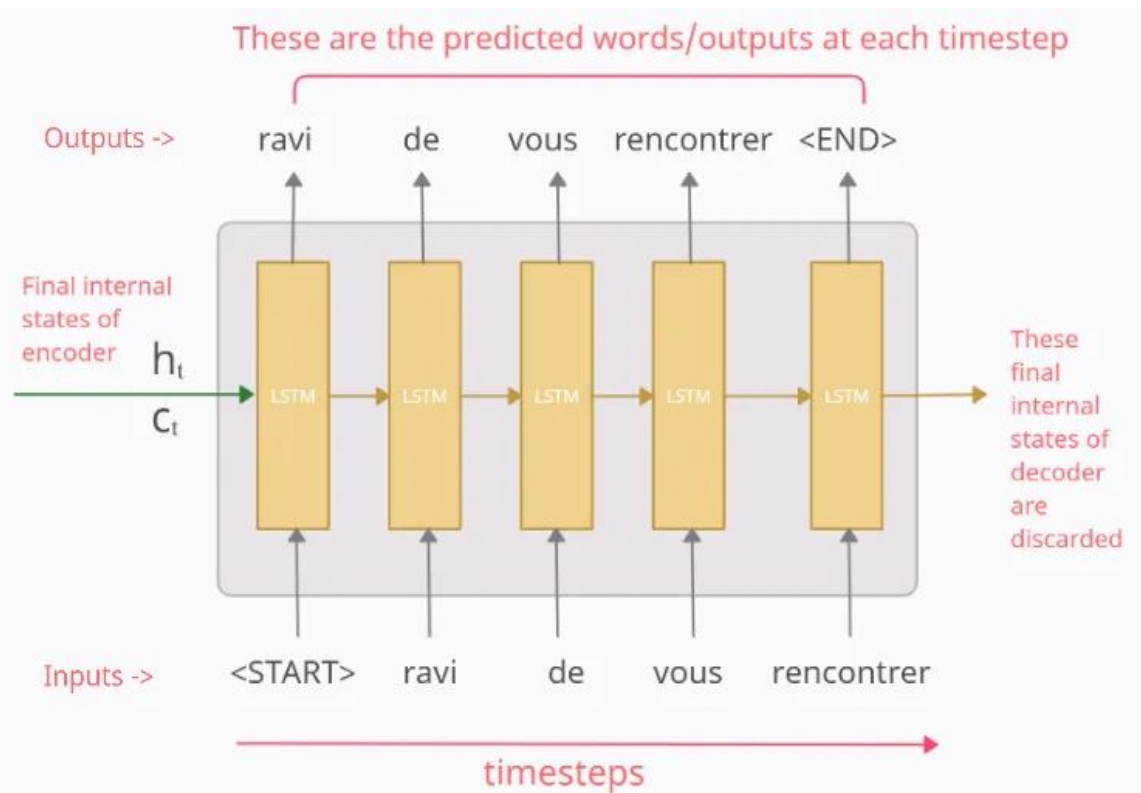 These are the predicted words/outputs at each timestep
Outputs -> ravi de vous rencontrer <END>
Final internal
states of
encoder
hₜ
cₜ
LSTM LSTM LSTM LSTM LSTM
These
final
internal
states of
decoder
are
discarded
Inputs -> <START> ravi de vous rencontrer
timesteps